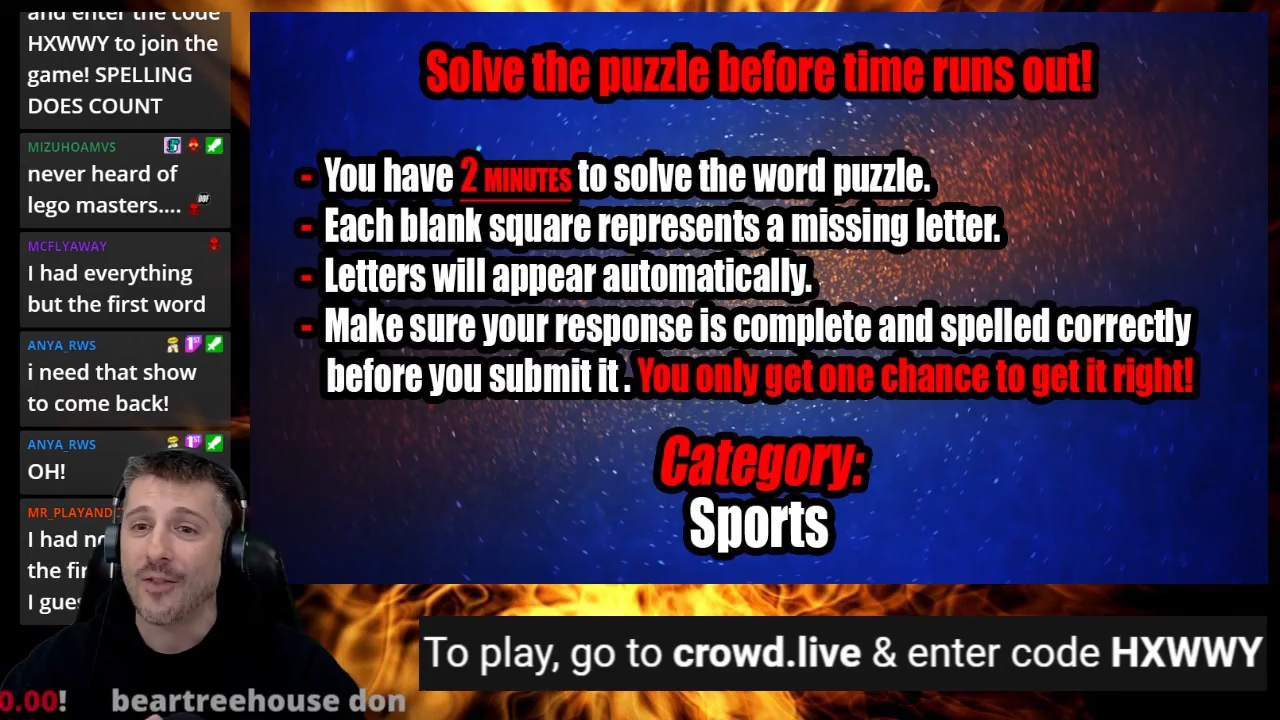 and enter the code
HXWWY to join the
game! SPELLING
DOES COUNT
MIZUHOAMVS
never heard of
lego masters....
MCFLYAWAY
I had everything
but the first word
ANYA_RWS
i need that show
to come back!
ANYA_RWS
OH!
MR_PLAYAND
I had
the
I
Solve the puzzle before time runs out!
- You have 2 MINUTES to solve the word puzzle.
- Each blank square represents a missing letter.
- Letters will appear automatically.
- Make sure your response is complete and spelled correctly
before you submit it . You only get one chance to get it right!
Category:
Sports
To play, go to crowd.live & enter code HXWWY
0.00! beartreehouse don